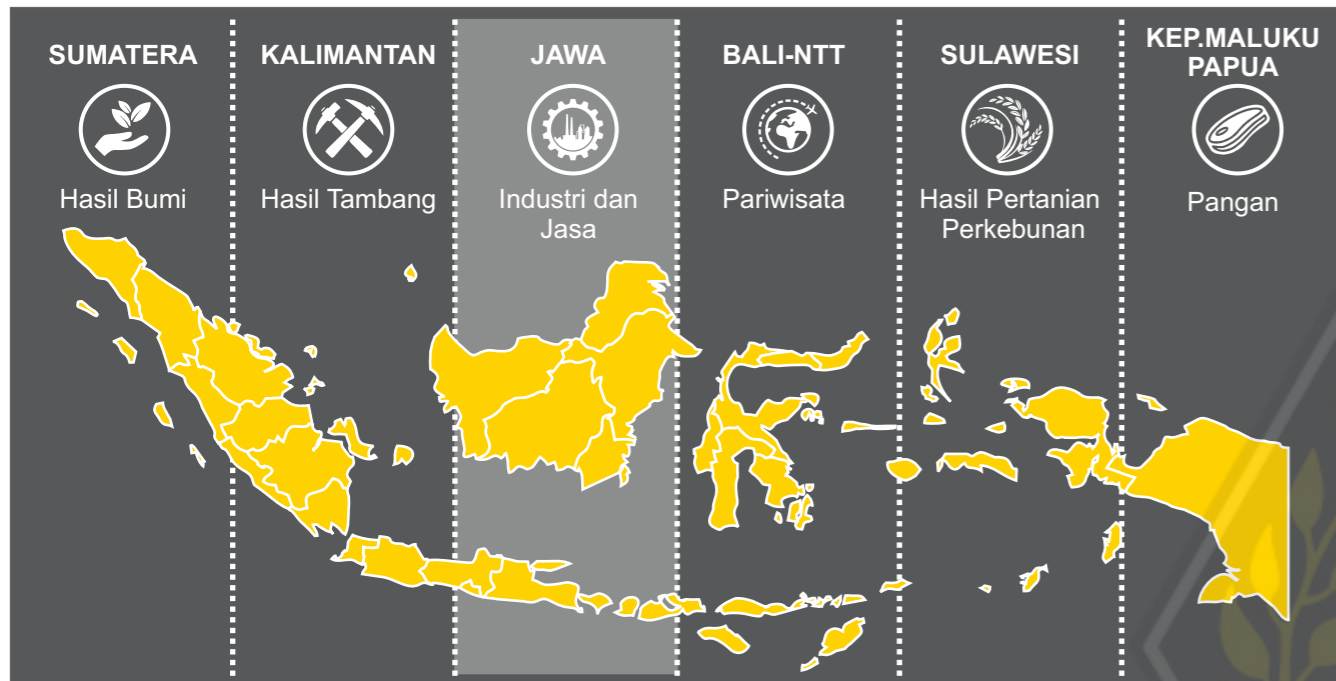 SUMATERA
Hasil Bumi
KALIMANTAN
Hasil Tambang
JAWA
Industri dan
Jasa
BALI-NTT
Pariwisata
SULAWESI
Hasil Pertanian
Perkebunan
KEP.MALUKU
PAPUA
Pangan